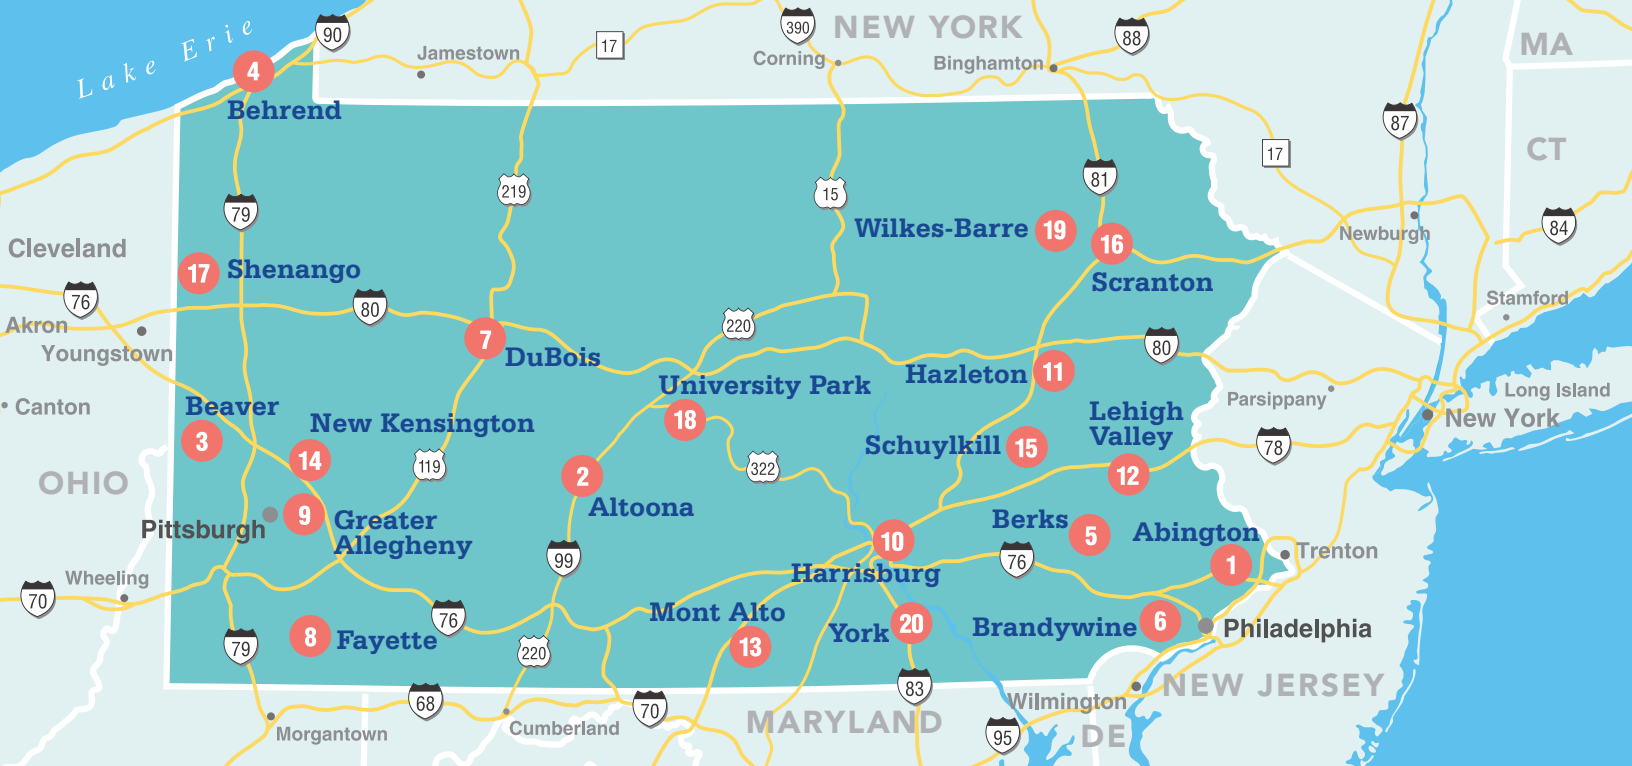 Lake Erie
90
390
NEW YORK
88
MA
Jamestown
17
Corning
Binghamton
4
Behrend
87
CT
17
81
219
15
79
Wilkes-Barre
19
16
Scranton
Newburgh
84
Cleveland
17
Shenango
76
80
Akron
Youngstown
220
Stamford
7
DuBois
80
Hazleton
11
University Park
18
Parsippany
Long Island
New York
Canton
Beaver
3
New Kensington
14
119
Lehigh
Valley
12
78
Schuylkill
15
322
2
Altoona
OHIO
Pittsburgh
9
Greater
Allegheny
10
Harrisburg
Berks
5
Abington
1
Trenton
76
99
Wheeling
70
76
Mont Alto
13
York
20
Brandywine
6
Philadelphia
8
Fayette
79
220
83
Wilmington
NEW JERSEY
68
70
Morgantown
Cumberland
MARYLAND
95
DE